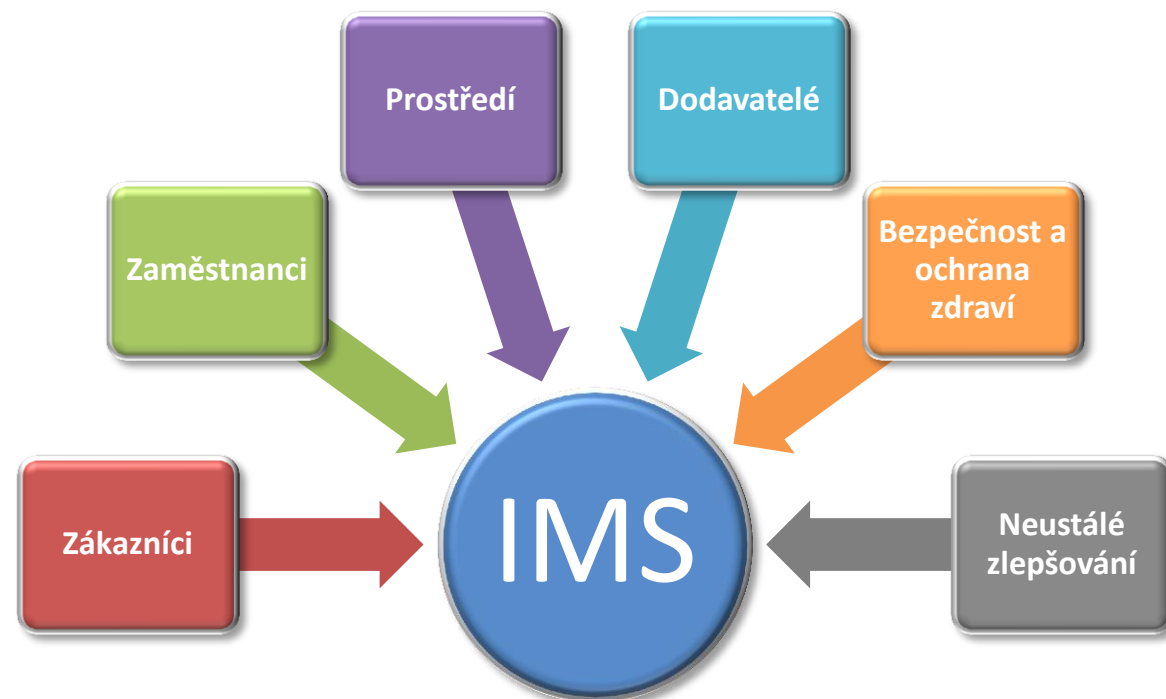 Prostředí
Dodavatelé
Zaměstnanci
Bezpečnost a
ochrana
zdraví
Zákazníci
IMS
Neustálé
zlepšování